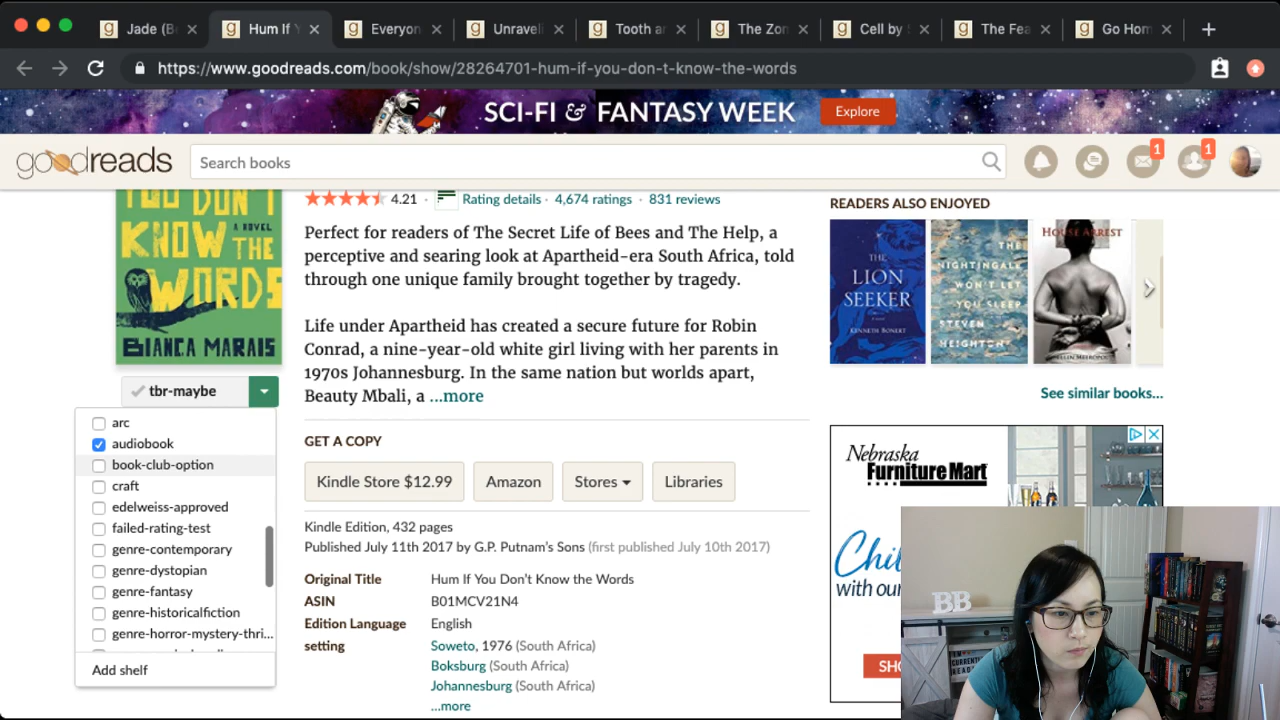 Jade (B
Hum If Y
Everyon
Unraveli
Tooth a
The Zon
Cell by
The Fea
Go Hom
https://www.goodreads.com/book/show/28264701-hum-if-you-don-t-know-the-words
SCI-FI & FANTASY WEEK
Explore
goodreads
Search books
1
1
YOU DON'T
KNOW THE
A NOVEL
WORDS
BIANCA MARAIS
4.21 · Rating details · 4,674 ratings · 831 reviews
Perfect for readers of The Secret Life of Bees and The Help, a
perceptive and searing look at Apartheid-era South Africa, told
through one unique family brought together by tragedy.
Life under Apartheid has created a secure future for Robin
Conrad, a nine-year-old white girl living with her parents in
1970s Johannesburg. In the same nation but worlds apart,
Beauty Mbali, a ...more
READERS ALSO ENJOYED
THE
LION
SEEKER
KENNETH BONERT
THE
NIGHTINGALE
WON'T LET
YOU SLEEP
STEVEN
HEIGHTON
HOUSE ARREST
See similar books…
tbr-maybe
arc
audiobook
book-club-option
craft
edelweiss-approved
failed-rating-test
genre-contemporary
genre-dystopian
genre-fantasy
genre-historicalfiction
genre-horror-mystery-thri...
Add shelf
GET A COPY
Kindle Store $12.99
Amazon
Stores
Libraries
Kindle Edition, 432 pages
Published July 11th 2017 by G.P. Putnam's Sons (first published July 10th 2017)
Original Title Hum If You Don't Know the Words
ASIN B01MCV21N4
Edition Language English
setting Soweto, 1976 (South Africa)
Boksburg (South Africa)
Johannesburg (South Africa)
...more
Nebraska
Furniture Mart
Chi
with our
SHO
BB
CURRENTLY
READ